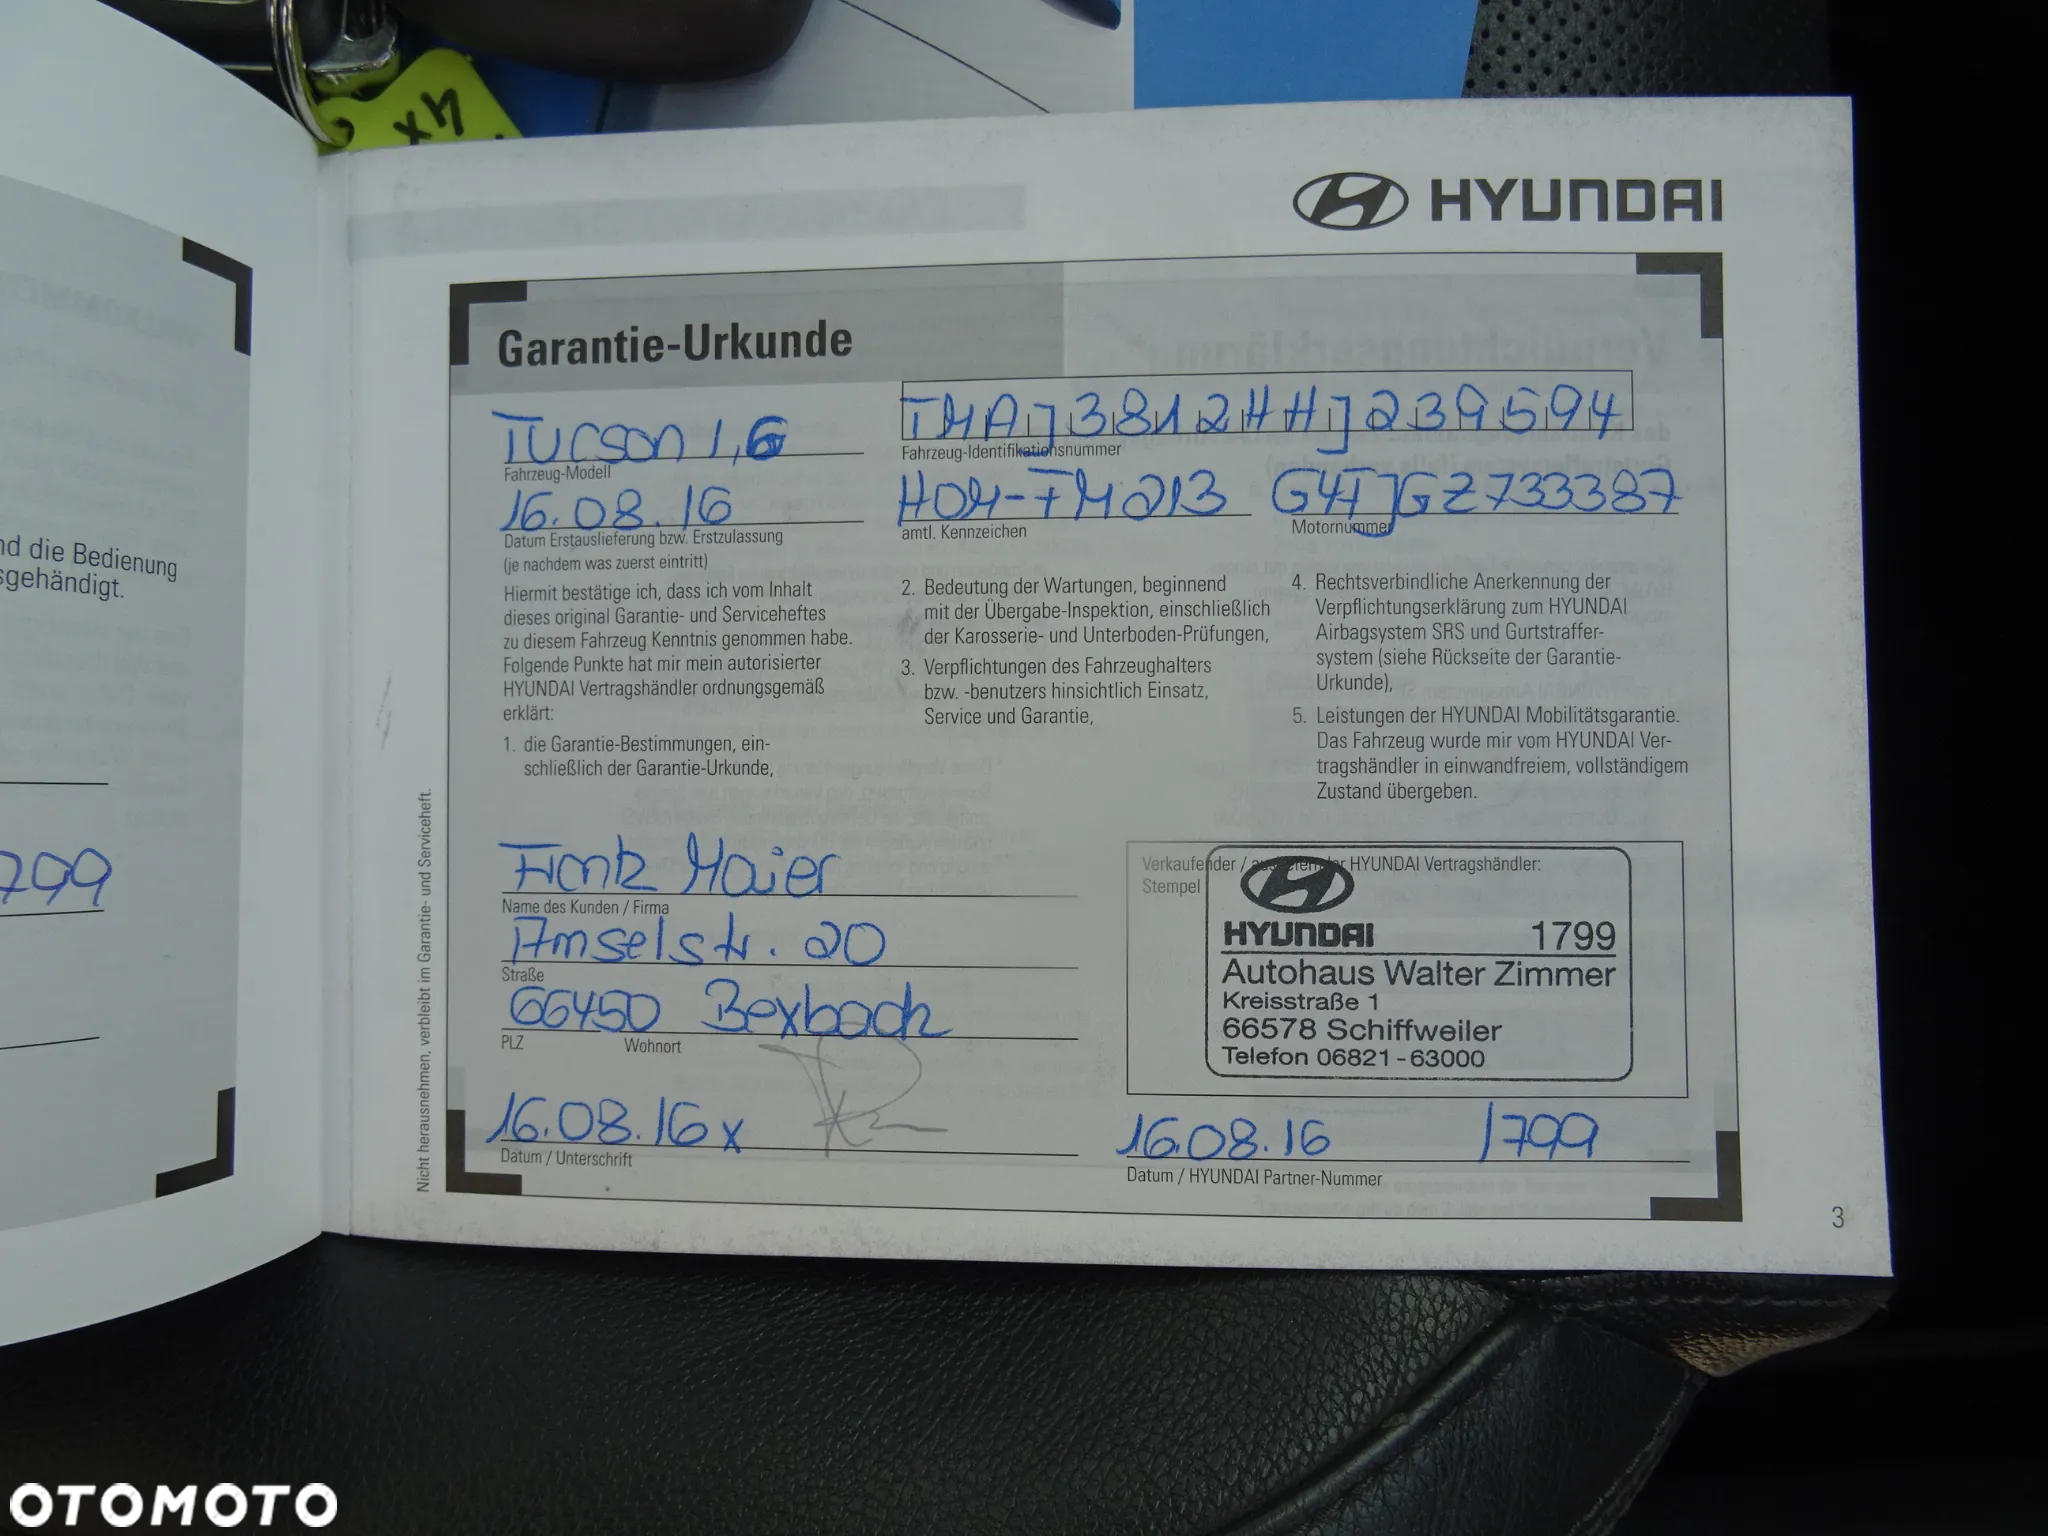 XM
HYUNDAI
Garantie-Urkunde
Tucson 1,6
TMAJ3812HHJ239594
Fahrzeug-Modell
Fahrzeug-Identifikationsnummer
16.08.16
HOM-FM213
G4FJGZ733387
Datum Erstauslieferung bzw. Erstzulassung
(je nachdem was zuerst eintritt)
amtl. Kennzeichen
Motornummer
Hiermit bestätige ich, dass ich vom Inhalt
dieses original Garantie- und Serviceheftes
zu diesem Fahrzeug Kenntnis genommen habe.
Folgende Punkte hat mir mein autorisierter
HYUNDAI Vertragshändler ordnungsgemäß
erklärt:
1. die Garantie-Bestimmungen, ein-
schließlich der Garantie-Urkunde,
2. Bedeutung der Wartungen, beginnend
mit der Übergabe-Inspektion, einschließlich
der Karosserie- und Unterboden-Prüfungen,
3. Verpflichtungen des Fahrzeughalters
bzw. -benutzers hinsichtlich Einsatz,
Service und Garantie,
4. Rechtsverbindliche Anerkennung der
Verpflichtungserklärung zum HYUNDAI
Airbagsystem SRS und Gurtstraffer-
system (siehe Rückseite der Garantie-
Urkunde),
5. Leistungen der HYUNDAI Mobilitätsgarantie.
Das Fahrzeug wurde mir vom HYUNDAI Ver-
tragshändler in einwandfreiem, vollständigem
Zustand übergeben.
Frank Maier
Name des Kunden / Firma
Amselstr. 20
Straße
66450 Bexbach
PLZ Wohnort
16.08.16 x
Datum / Unterschrift
Verkaufender / ausliefernder HYUNDAI Vertragshändler:
Stempel
HYUNDAI 1799
Autohaus Walter Zimmer
Kreisstraße 1
66578 Schiffweiler
Telefon 06821-63000
16.08.16 1799
Datum / HYUNDAI Partner-Nummer
Nicht herausnehmen, verbleibt im Garantie- und Serviceheft.
3
nd die Bedienung
sgehändigt.
799
OTOMOTO